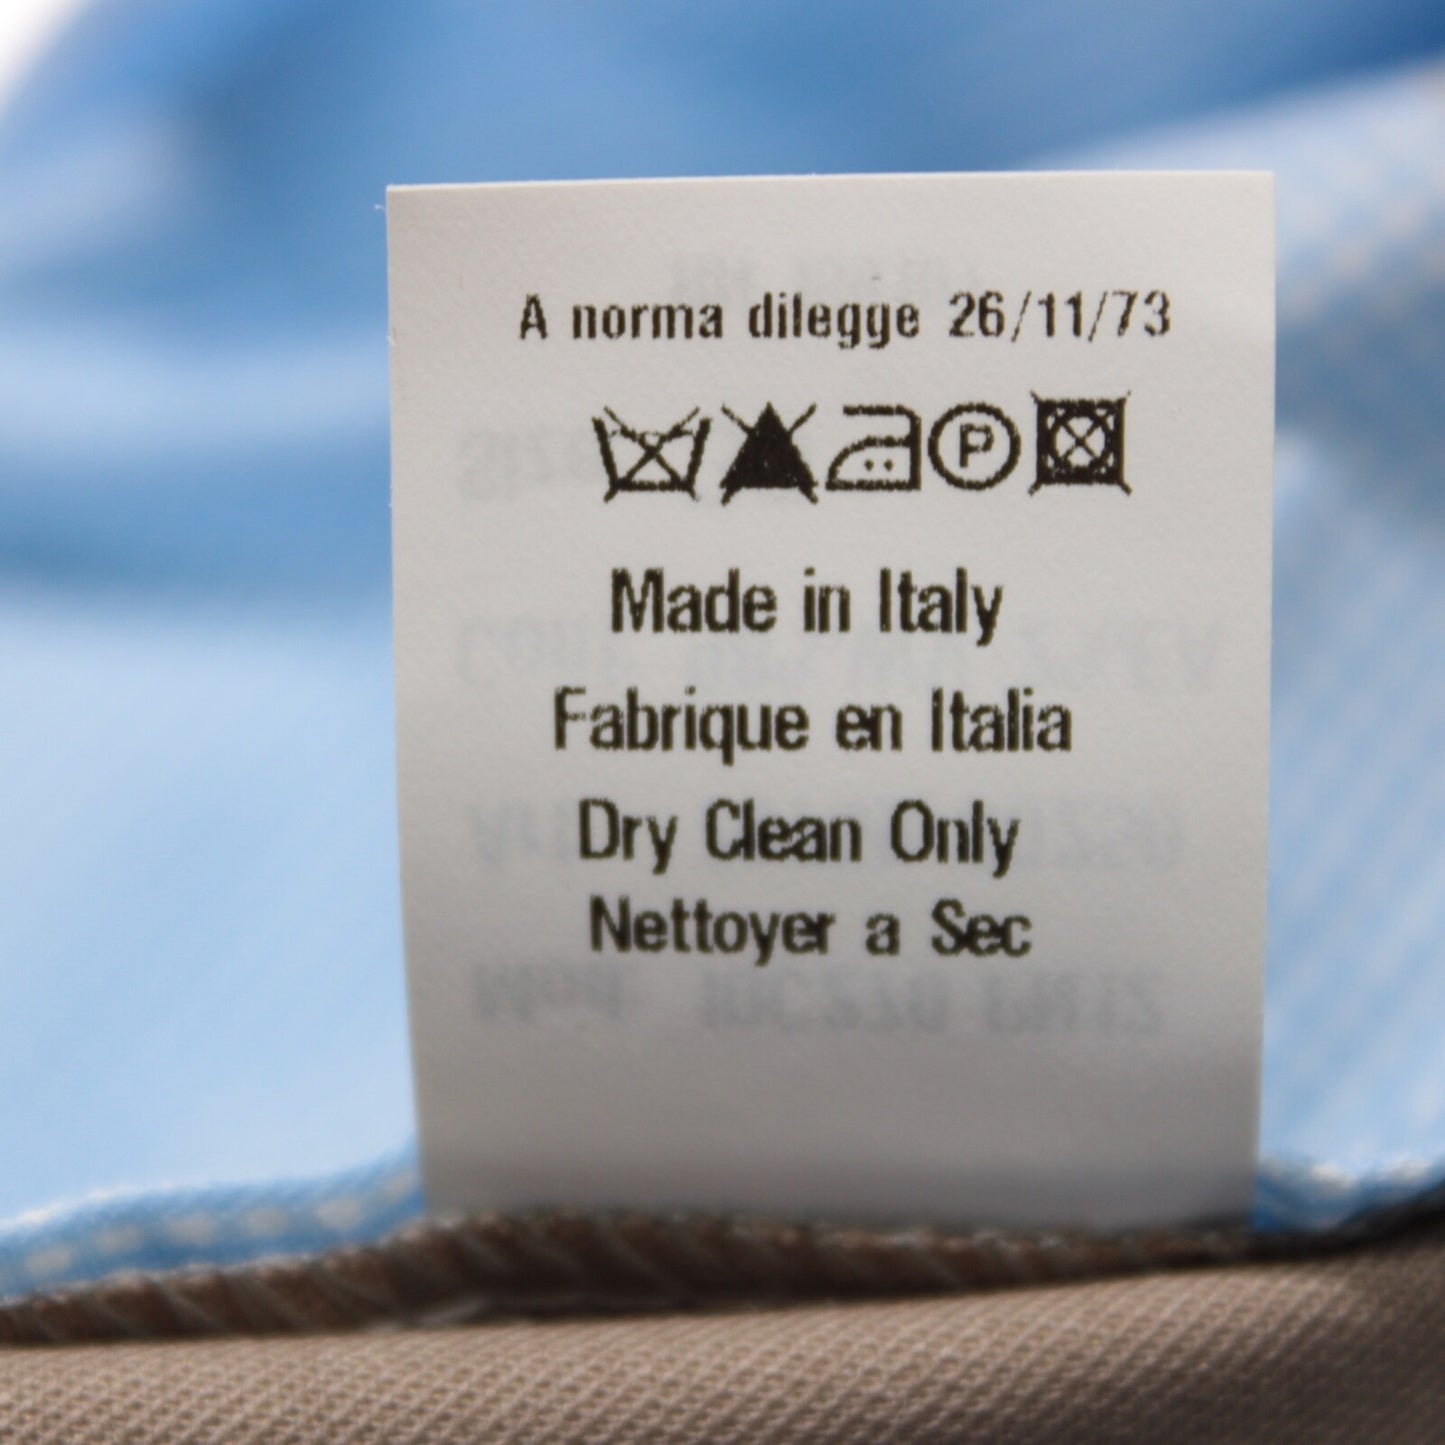 A norma dilegge 26/11/73
P
Made in Italy
Fabrique en Italia
Dry Clean Only
Nettoyer a Sec